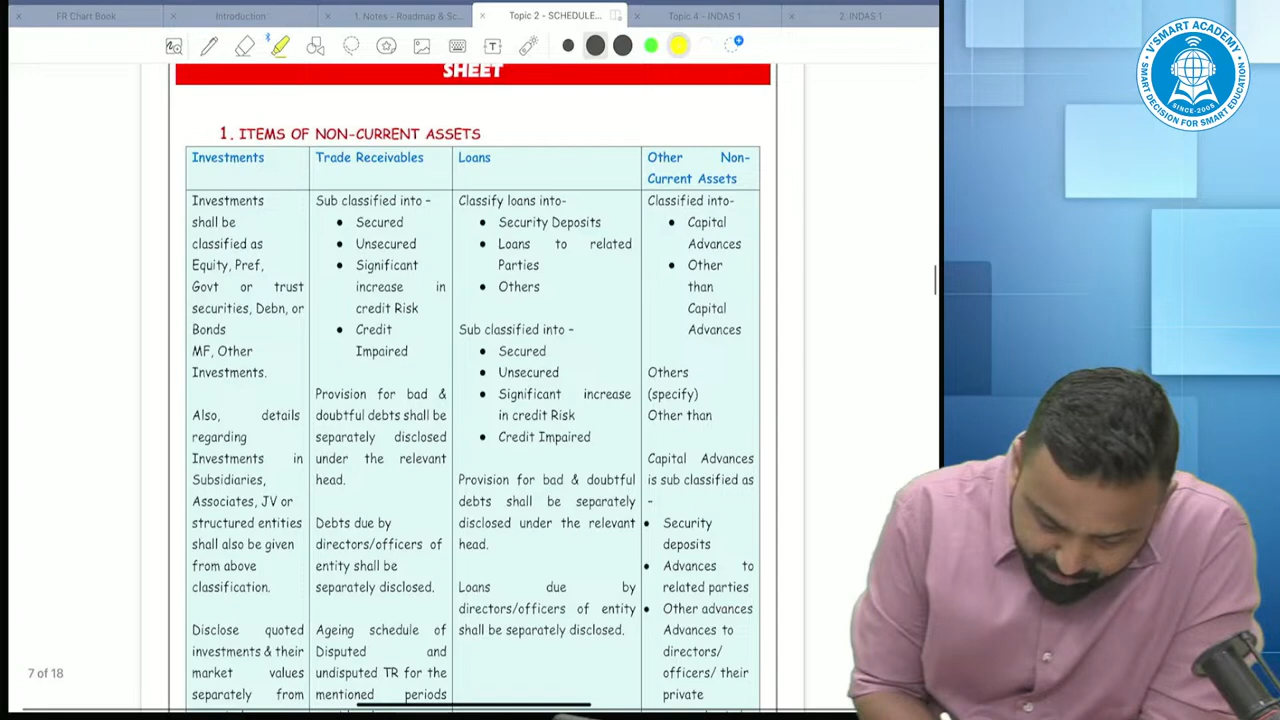 FR Chart Book
Introduction
1. Notes - Roadmap & Sc...
Topic 2 - SCHEDULE...
Topic 4 - INDAS 1
2. INDAS 1
SHEET
1. ITEMS OF NON-CURRENT ASSETS
Investments
Investments
shall be
classified as
Equity, Pref,
Govt or trust
securities, Debn, or
Bonds
MF, Other
Investments.
Also, details
regarding
Investments in
Subsidiaries,
Associates, JV or
structured entities
shall also be given
from above
classification.
Disclose quoted
investments & their
market values
separately from
Trade Receivables
Sub classified into –
• Secured
• Unsecured
• Significant
increase in
credit Risk
• Credit
Impaired
Provision for bad &
doubtful debts shall be
separately disclosed
under the relevant
head.
Debts due by
directors/officers of
entity shall be
separately disclosed.
Ageing schedule of
Disputed and
undisputed TR for the
mentioned periods
Loans
Classify loans into-
• Security Deposits
• Loans to related
Parties
• Others
Sub classified into –
• Secured
• Unsecured
• Significant increase
in credit Risk
• Credit Impaired
Provision for bad & doubtful
debts shall be separately
disclosed under the relevant
head.
Loans due by
directors/officers of entity
shall be separately disclosed.
Other Non-
Current Assets
Classified into-
• Capital
Advances
• Other
than
Capital
Advances
Others
(specify)
Other than
Capital Advances
is sub classified as
–
• Security
deposits
• Advances to
related parties
• Other advances
Advances to
directors/
officers/ their
private
7 of 18
V'SMART ACADEMY
SMART DECISION FOR SMART EDUCATION
SINCE-2005